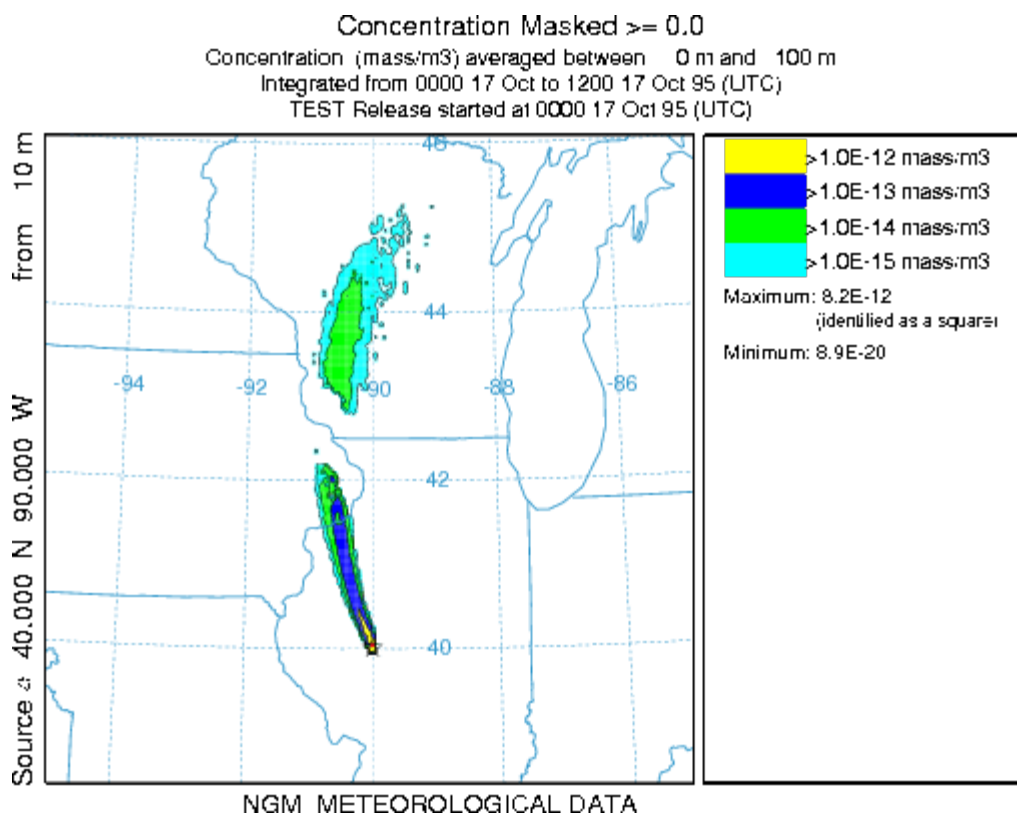 Concentration Masked >= 0.0
Concentration (mass/m3) averaged between 0 m and 100 m
Integrated from 0000 17 Oct to 1200 17 Oct 95 (UTC)
TEST Release started at 0000 17 Oct 95 (UTC)
Source 40.000 N 90.000 W from 10 m
44
-94
-92
-90
-88
-86
42
40
>1.0E-12 mass/m3
>1.0E-13 mass/m3
>1.0E-14 mass/m3
>1.0E-15 mass/m3
Maximum: 8.2E-12
(identified as a square)
Minimum: 8.9E-20
NGM METEOROLOGICAL DATA